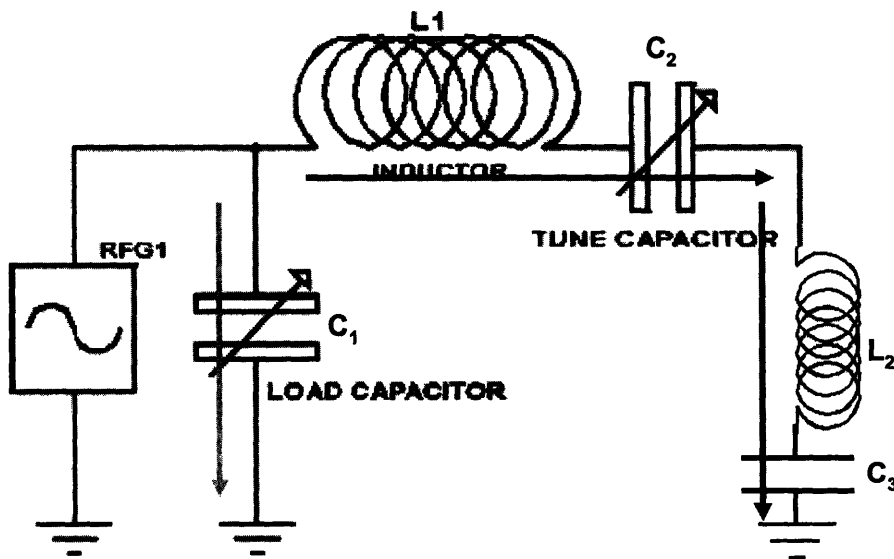 L1
C2
INDUCTOR
TUNE CAPACITOR
RFG1
C1
L2
LOAD CAPACITOR
C3